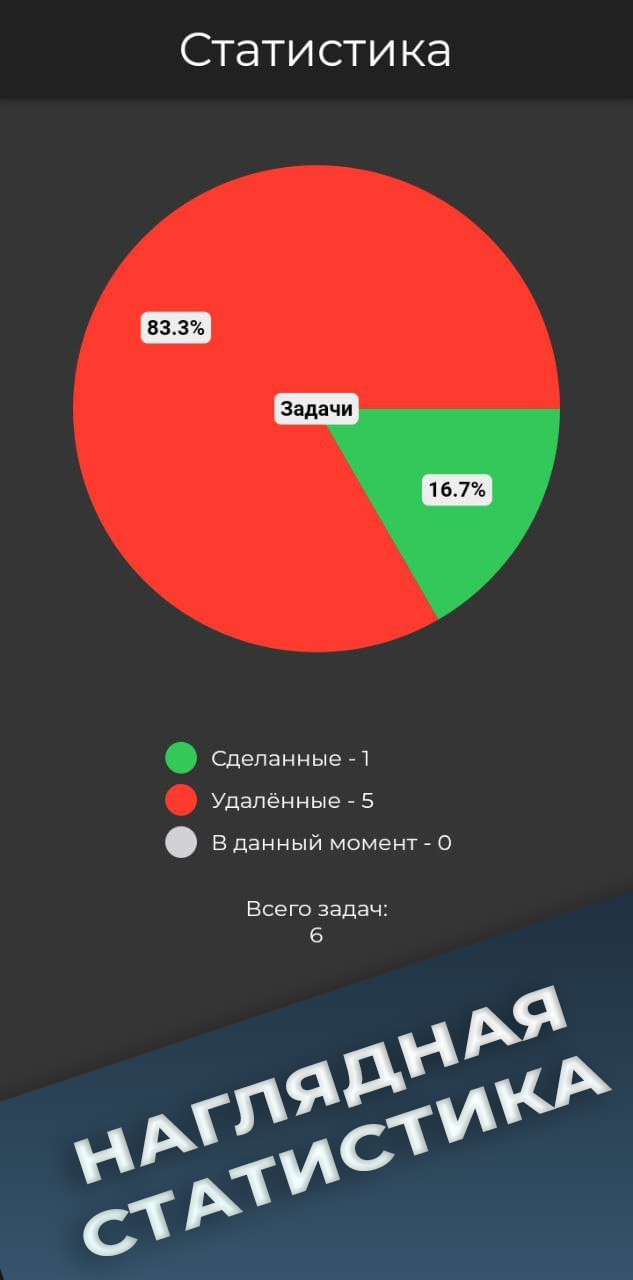 Статистика
83.3%
Задачи
16.7%
Сделанные - 1
Удалённые - 5
В данный момент - 0
Всего задач:
6
НАГЛЯДНАЯ
СТАТИСТИКА